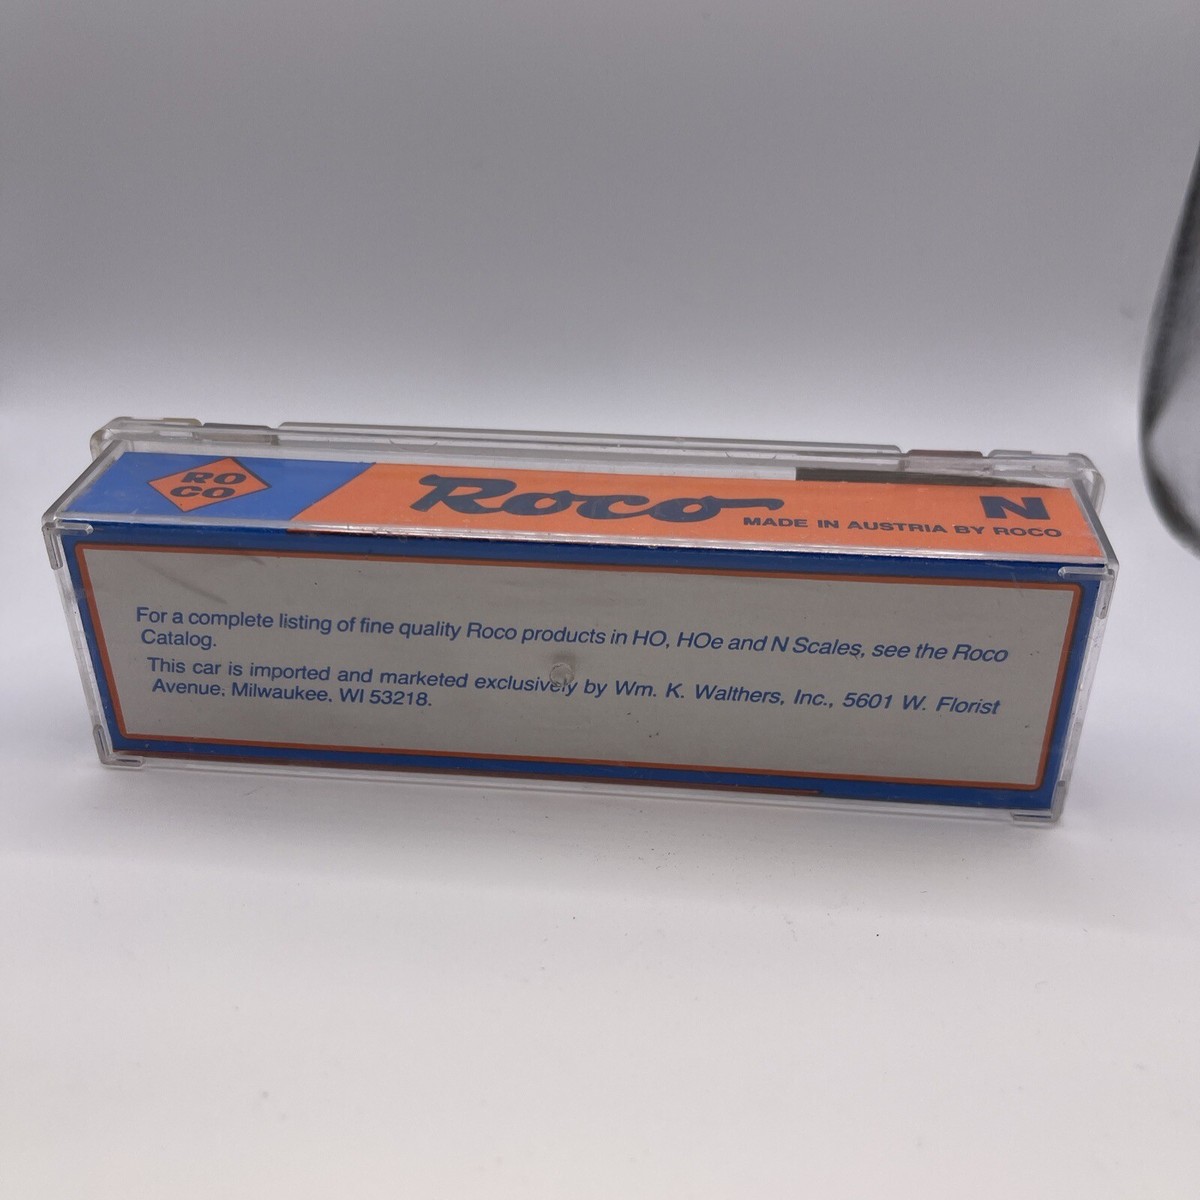 RO
CO
Roco
N
MADE IN AUSTRIA BY ROCO
For a complete listing of fine quality Roco products in HO, HOe and N Scales, see the Roco
Catalog.
This car is imported and marketed exclusively by Wm. K. Walthers, Inc., 5601 W. Florist
Avenue, Milwaukee, WI 53218.